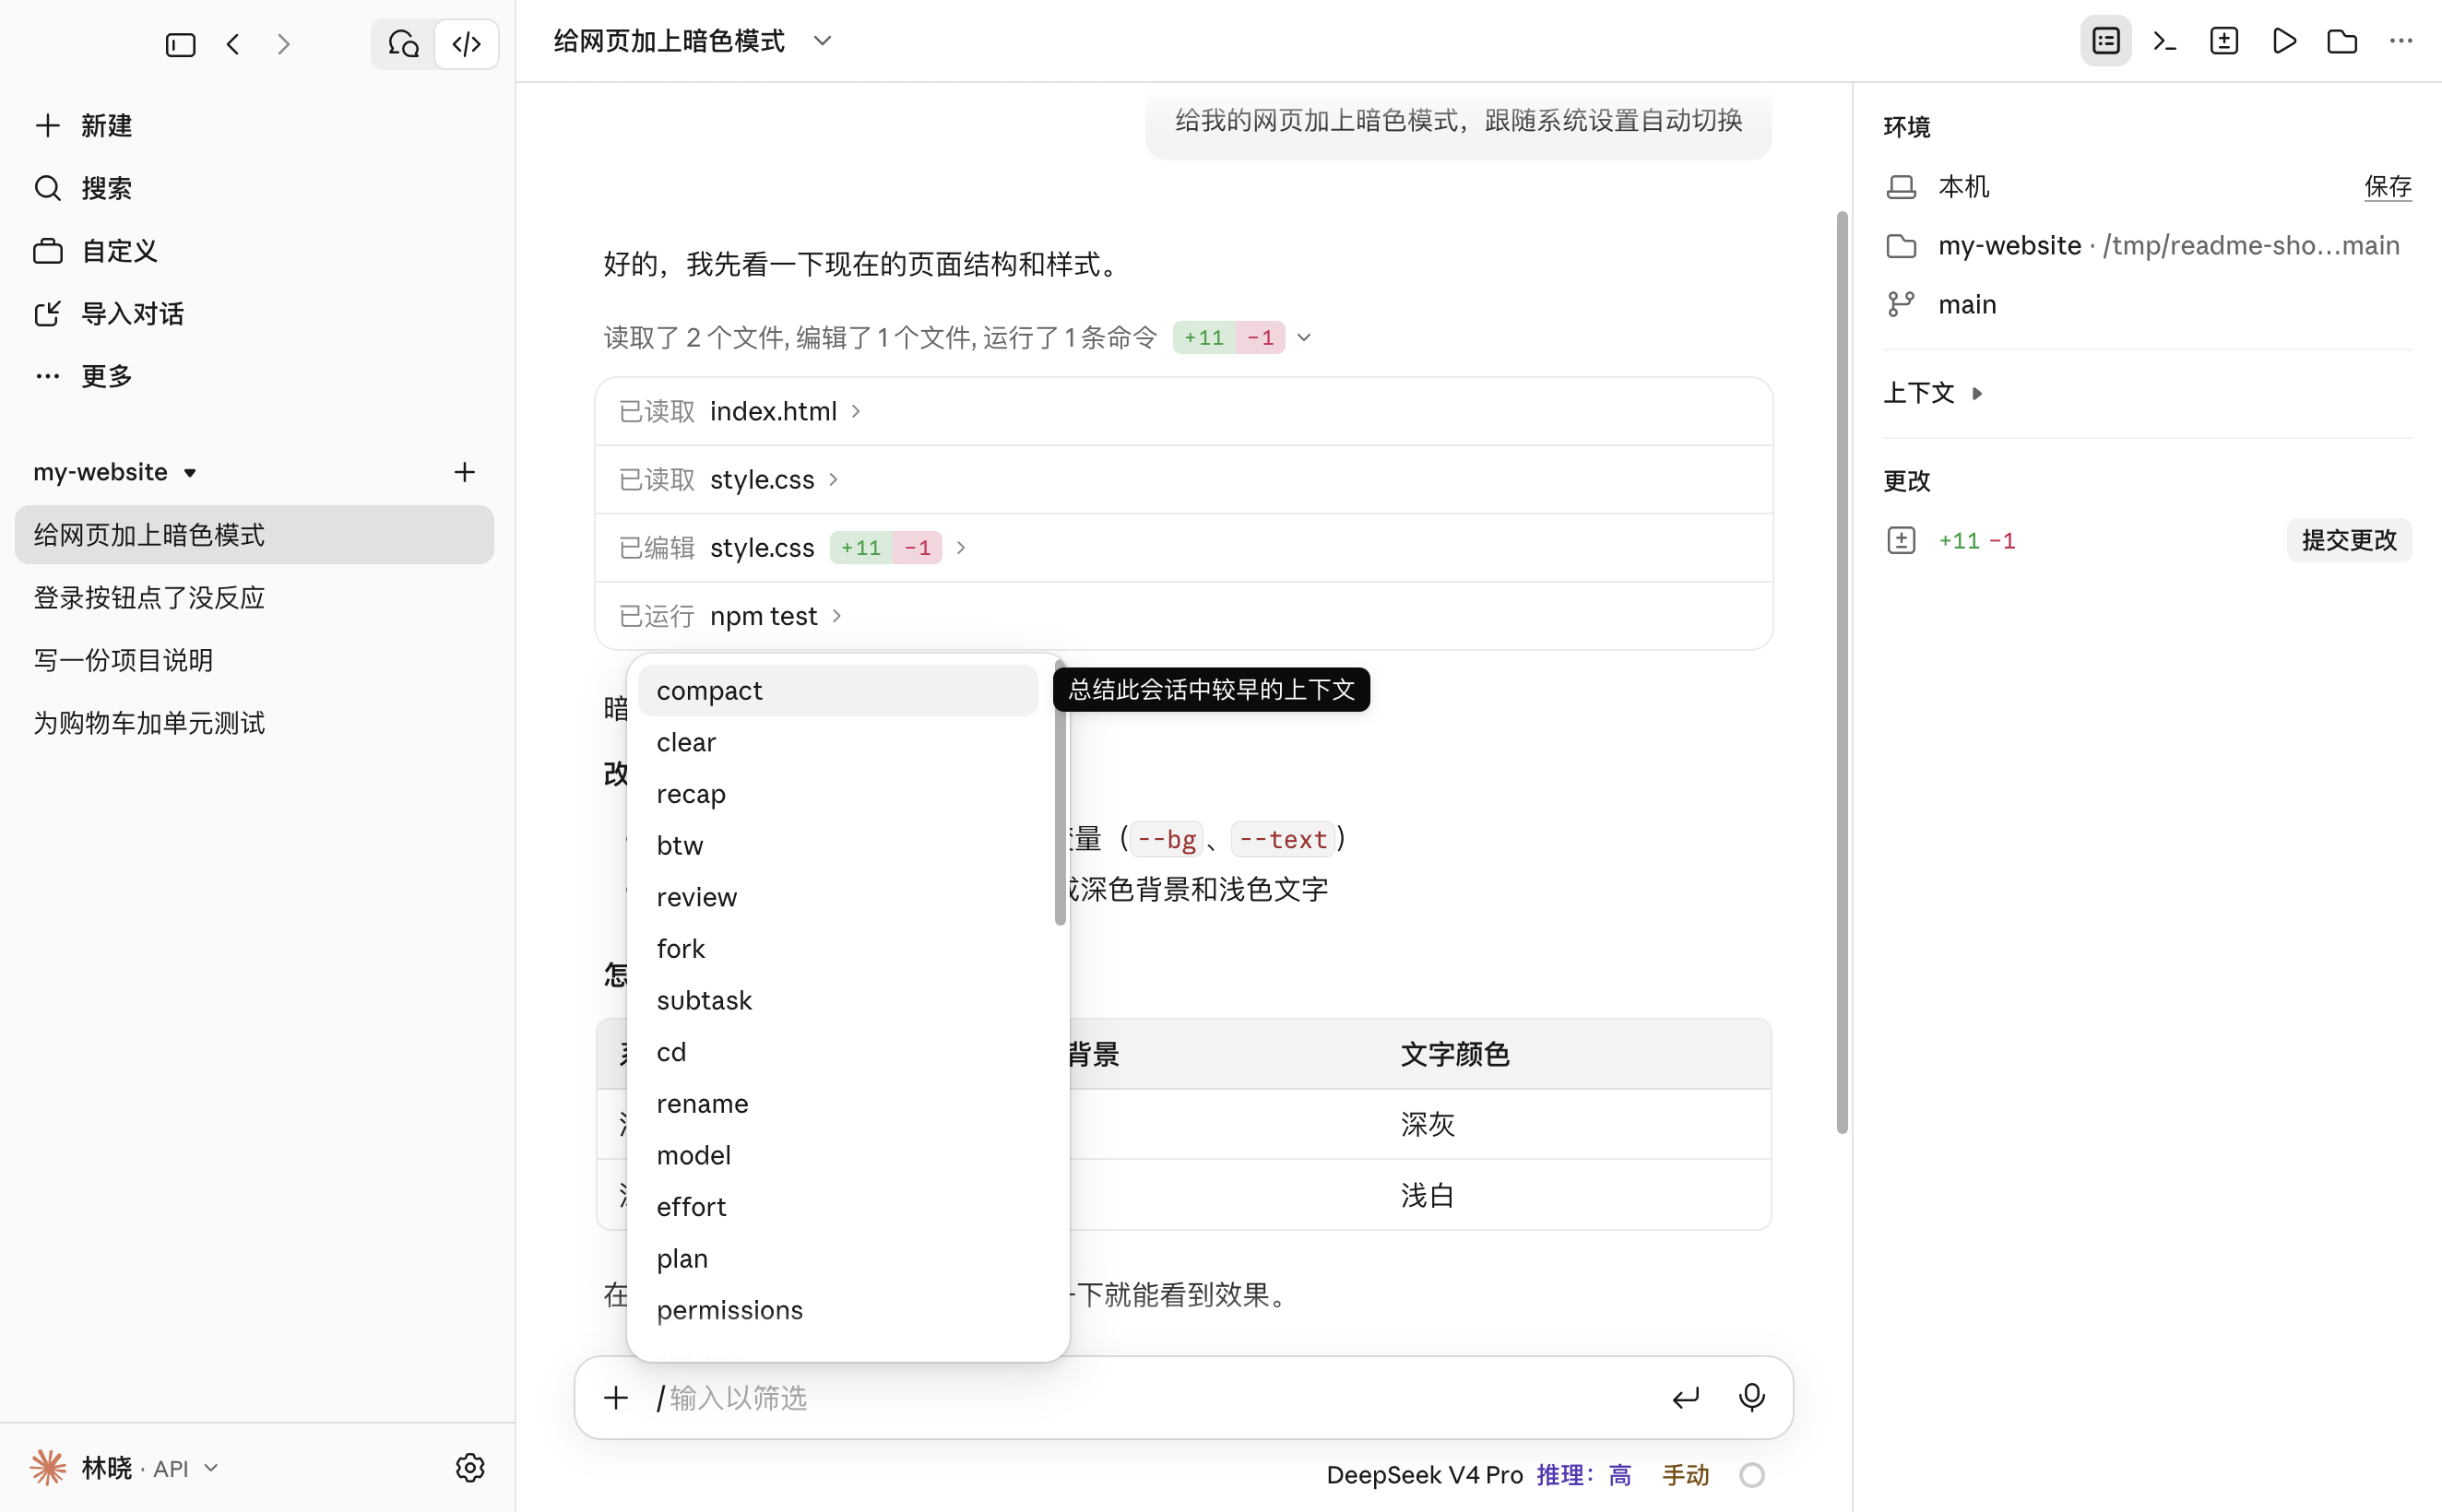 新建
搜索
自定义
导入对话
更多
my-website
给网页加上暗色模式
登录按钮点了没反应
写一份项目说明
为购物车加单元测试
林晓 · API
给网页加上暗色模式
给我的网页加上暗色模式，跟随系统设置自动切换
好的，我先看一下现在的页面结构和样式。
读取了 2 个文件, 编辑了 1 个文件, 运行了 1 条命令 +11 -1
已读取 index.html
已读取 style.css
已编辑 style.css +11 -1
已运行 npm test
暗
改
量（--bg、--text）
深色背景和浅色文字
怎
背景 文字颜色
深灰
浅白
在
下就能看到效果。
compact
总结此会话中较早的上下文
clear
recap
btw
review
fork
subtask
cd
rename
model
effort
plan
permissions
/输入以筛选
DeepSeek V4 Pro 推理：高 手动
环境
本机 保存
my-website · /tmp/readme-sho...main
main
上下文
更改
+11 -1 提交更改